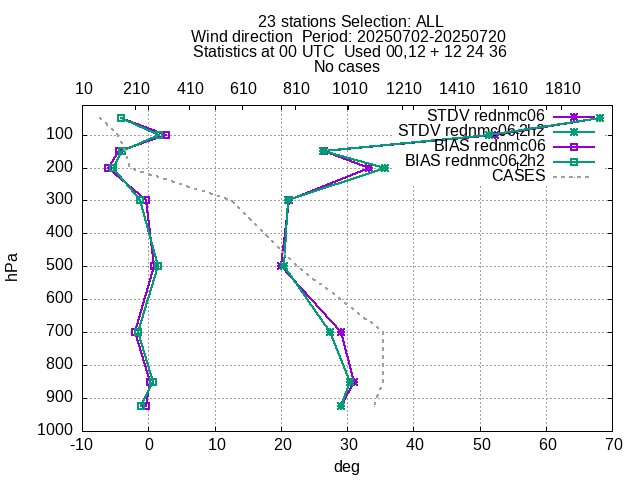 23 stations Selection: ALL
Wind direction  Period: 20250702-20250720
Statistics at 00 UTC  Used 00,12 + 12 24 36
No cases
10 210 410 610 810 1010 1210 1410 1610 1810
STDV rednmc06
STDV rednmc06.2h2
BIAS rednmc06
BIAS rednmc06.2h2
CASES
100
200
300
400
500
600
700
800
900
1000
hPa
-10 0 10 20 30 40 50 60 70
deg